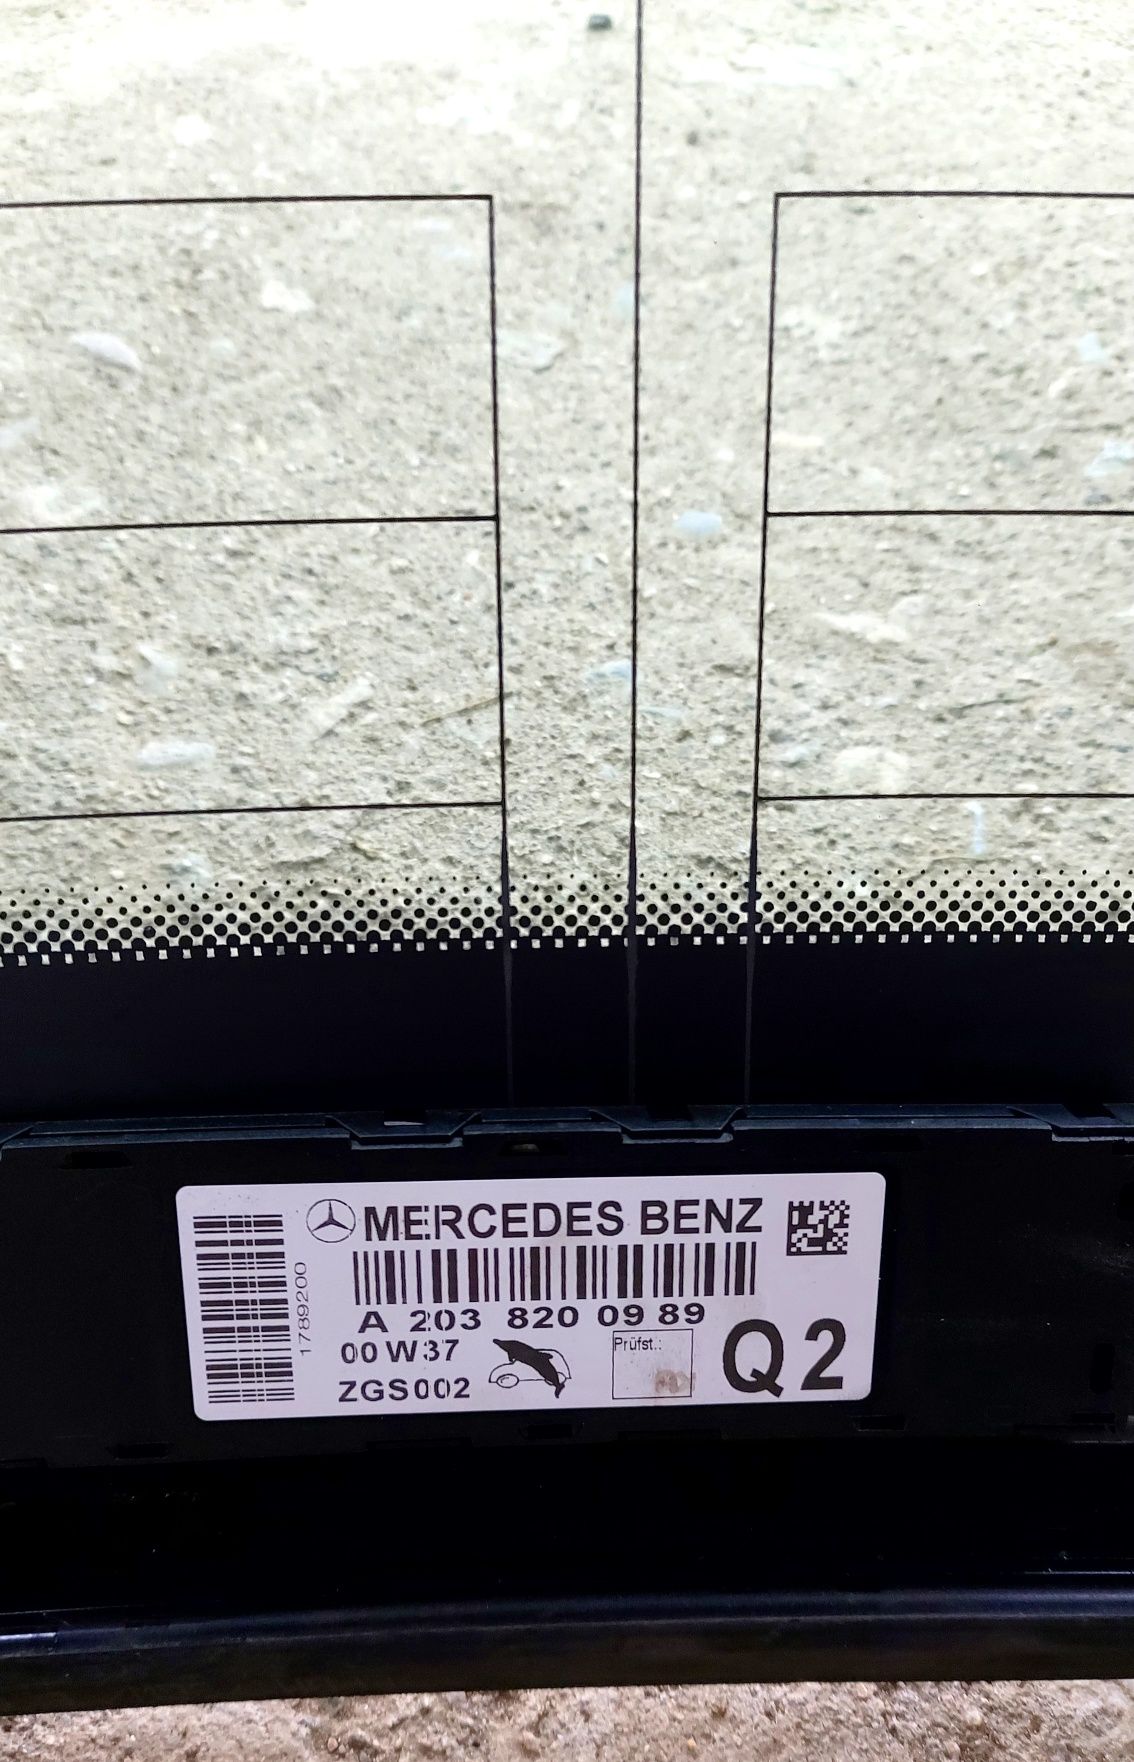 MERCEDES BENZ
1789200
A 203 820 09 89
00 W37
Prüfst.:
Q2
ZGS002